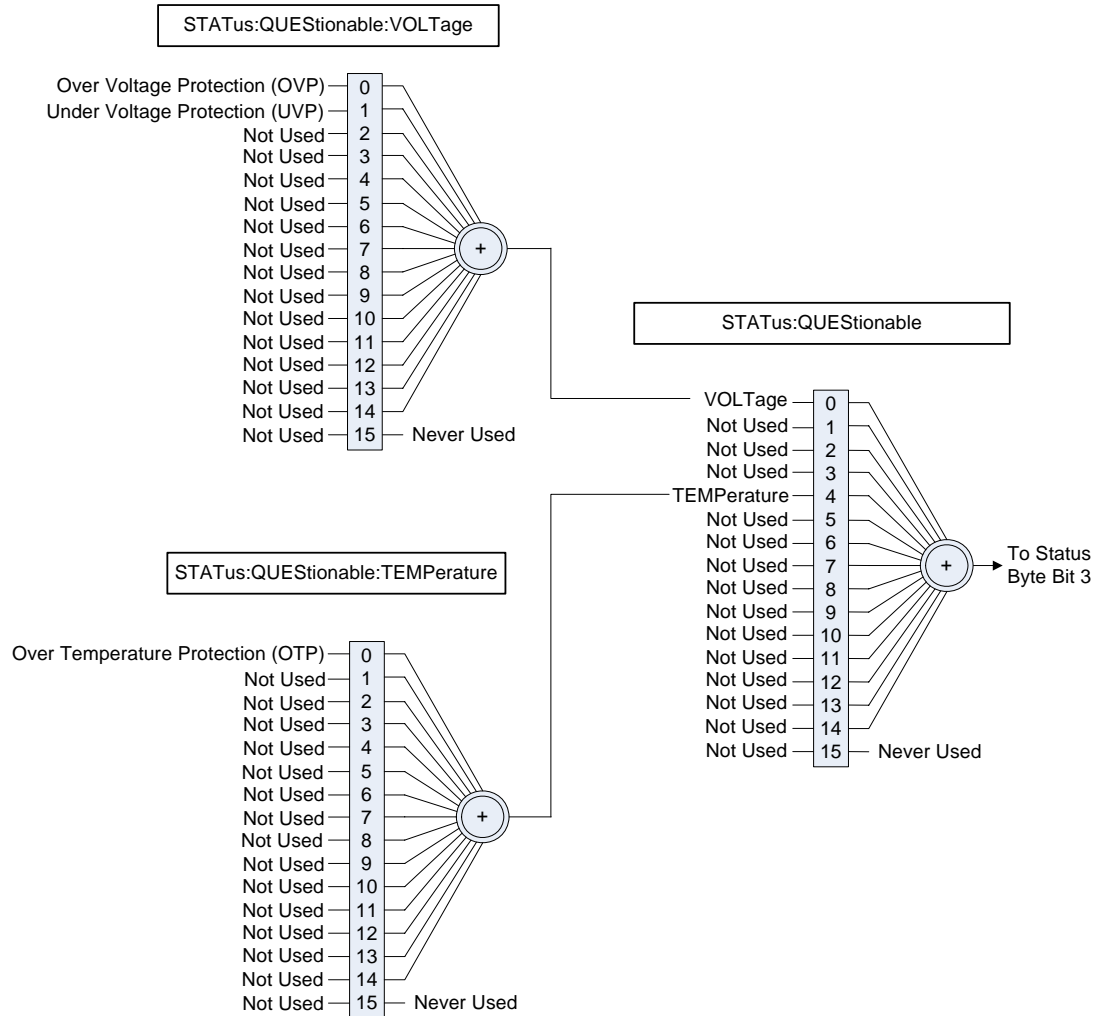 STATus:QUEStionable:VOLTage
Over Voltage Protection (OVP) 0
Under Voltage Protection (UVP) 1
Not Used 2
Not Used 3
Not Used 4
Not Used 5
Not Used 6
Not Used 7
Not Used 8
Not Used 9
Not Used 10
Not Used 11
Not Used 12
Not Used 13
Not Used 14
Not Used 15 Never Used
+
STATus:QUEStionable
VOLTage 0
Not Used 1
Not Used 2
Not Used 3
TEMPerature 4
Not Used 5
Not Used 6
Not Used 7
Not Used 8
Not Used 9
Not Used 10
Not Used 11
Not Used 12
Not Used 13
Not Used 14
Not Used 15 Never Used
+
To Status
Byte Bit 3
STATus:QUEStionable:TEMPerature
Over Temperature Protection (OTP) 0
Not Used 1
Not Used 2
Not Used 3
Not Used 4
Not Used 5
Not Used 6
Not Used 7
Not Used 8
Not Used 9
Not Used 10
Not Used 11
Not Used 12
Not Used 13
Not Used 14
Not Used 15 Never Used
+